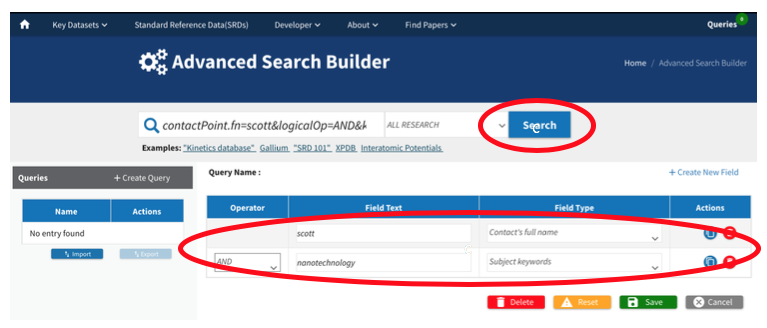 Key Datasets Standard Reference Data(SRDs) Developer About Find Papers Queries 0
Advanced Search Builder
Home / Advanced Search Builder
contactPoint.fn=scott&logicalOp=AND&k ALL RESEARCH Search
Examples: "Kinetics database" Gallium "SRD 101" XPDB Interatomic Potentials
Queries + Create Query
Query Name :
+ Create New Field
Name Actions
No entry found
Import Export
Operator Field Text Field Type Actions
scott Contact's full name
AND nanotechnology Subject keywords
Delete Reset Save Cancel